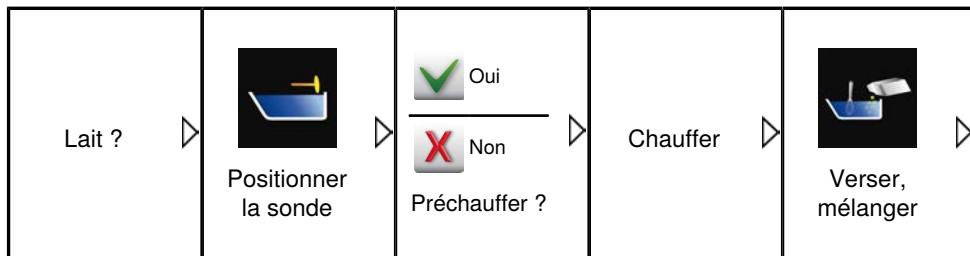 Lait ?
Positionner
la sonde
Oui
Non
Préchauffer ?
Chauffer
Verser,
mélanger